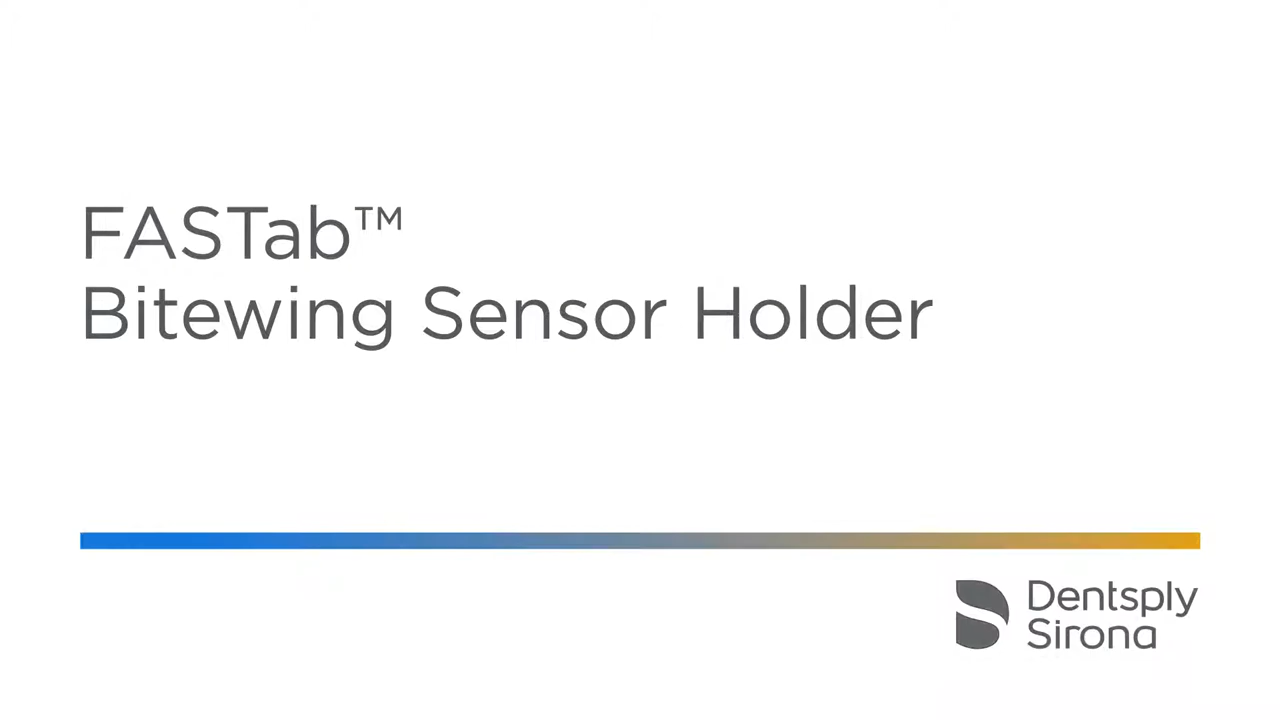 FASTab™
Bitewing Sensor Holder
Dentsply
Sirona